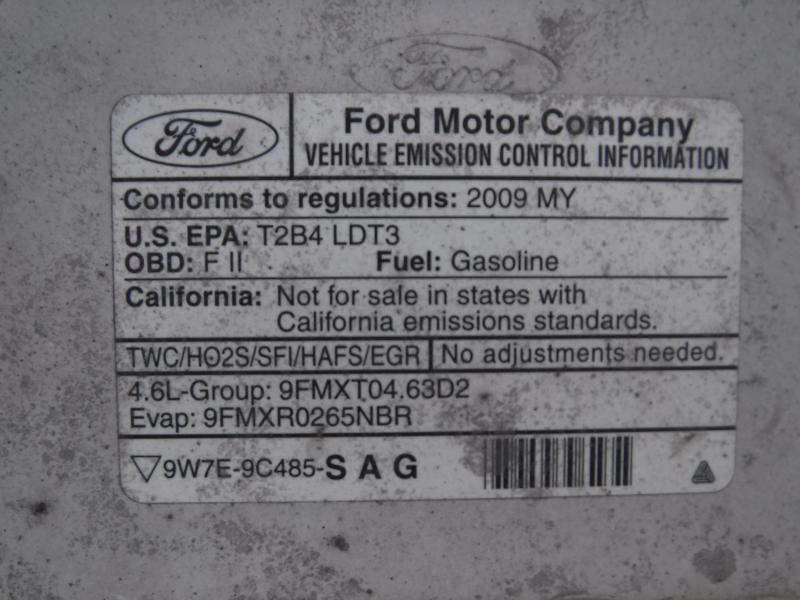 Ford
Ford
Ford Motor Company
VEHICLE EMISSION CONTROL INFORMATION
Conforms to regulations: 2009 MY
U.S. EPA: T2B4 LDT3
OBD: F II Fuel: Gasoline
California: Not for sale in states with
California emissions standards.
TWC/HO2S/SFI/HAFS/EGR No adjustments needed.
4.6L-Group: 9FMXT04.63D2
Evap: 9FMXR0265NBR
9W7E-9C485-SAG